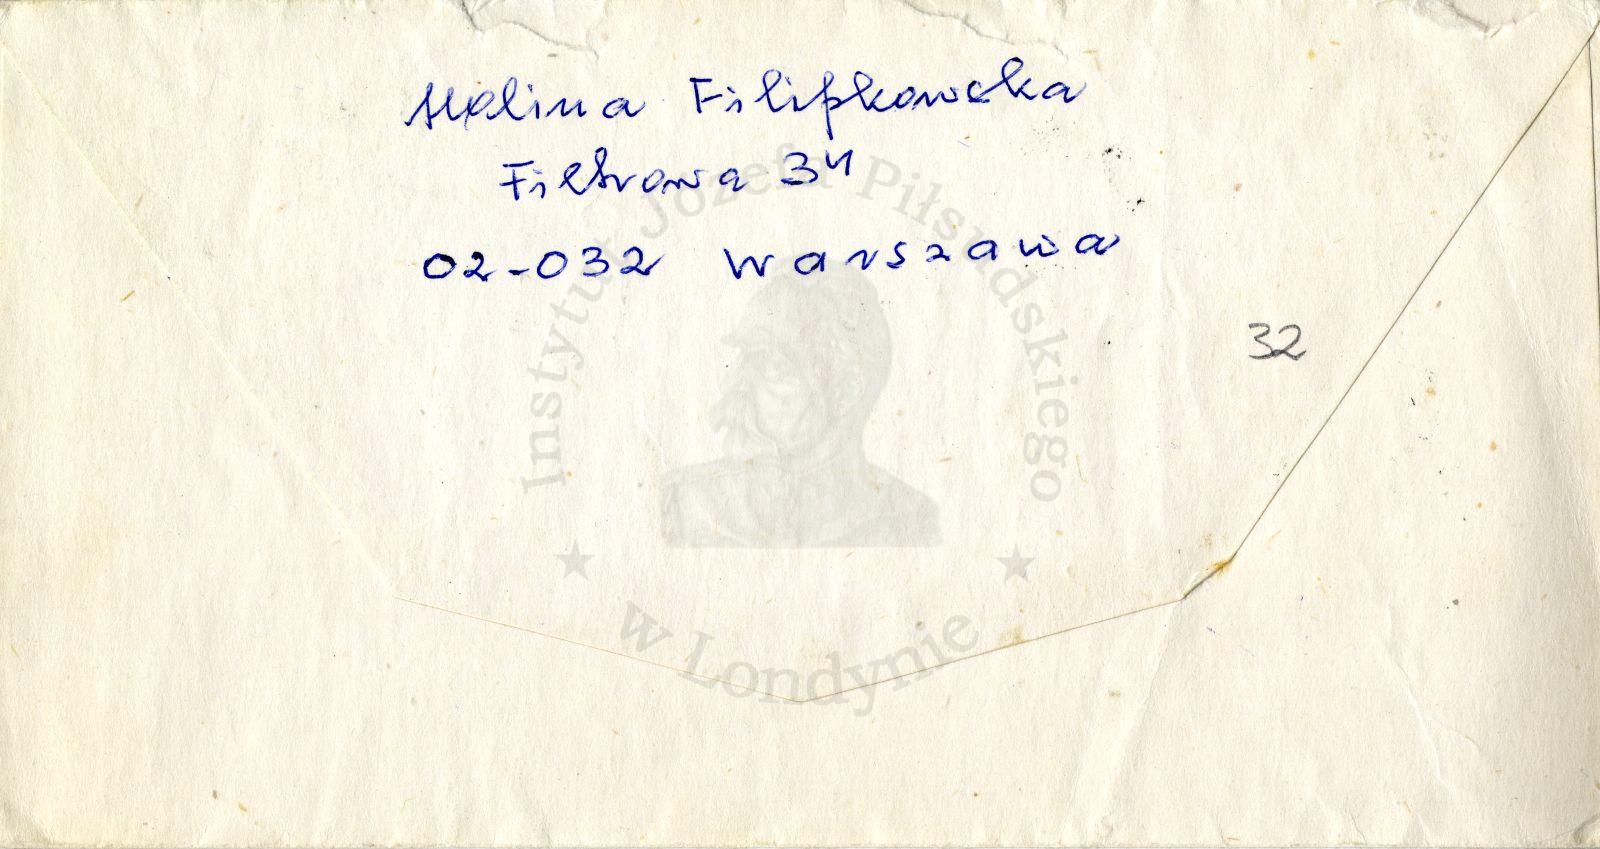 Halina Filipkowska
Filtrowa 34
02-032 Warszawa
32
Instytut Józefa Piłsudskiego
w Londynie